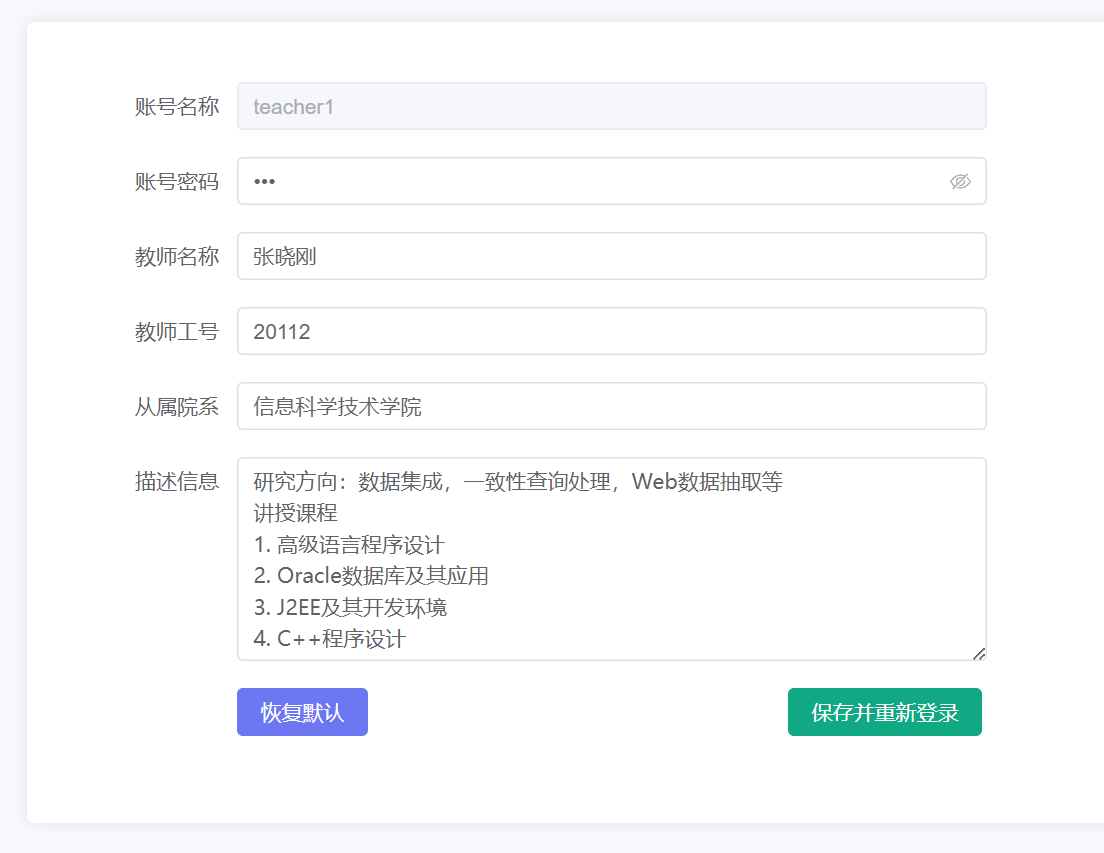 账号名称 teacher1
账号密码 •••
教师名称 张晓刚
教师工号 20112
从属院系 信息科学技术学院
描述信息 研究方向：数据集成，一致性查询处理，Web数据抽取等
讲授课程
1. 高级语言程序设计
2. Oracle数据库及其应用
3. J2EE及其开发环境
4. C++程序设计
恢复默认 保存并重新登录